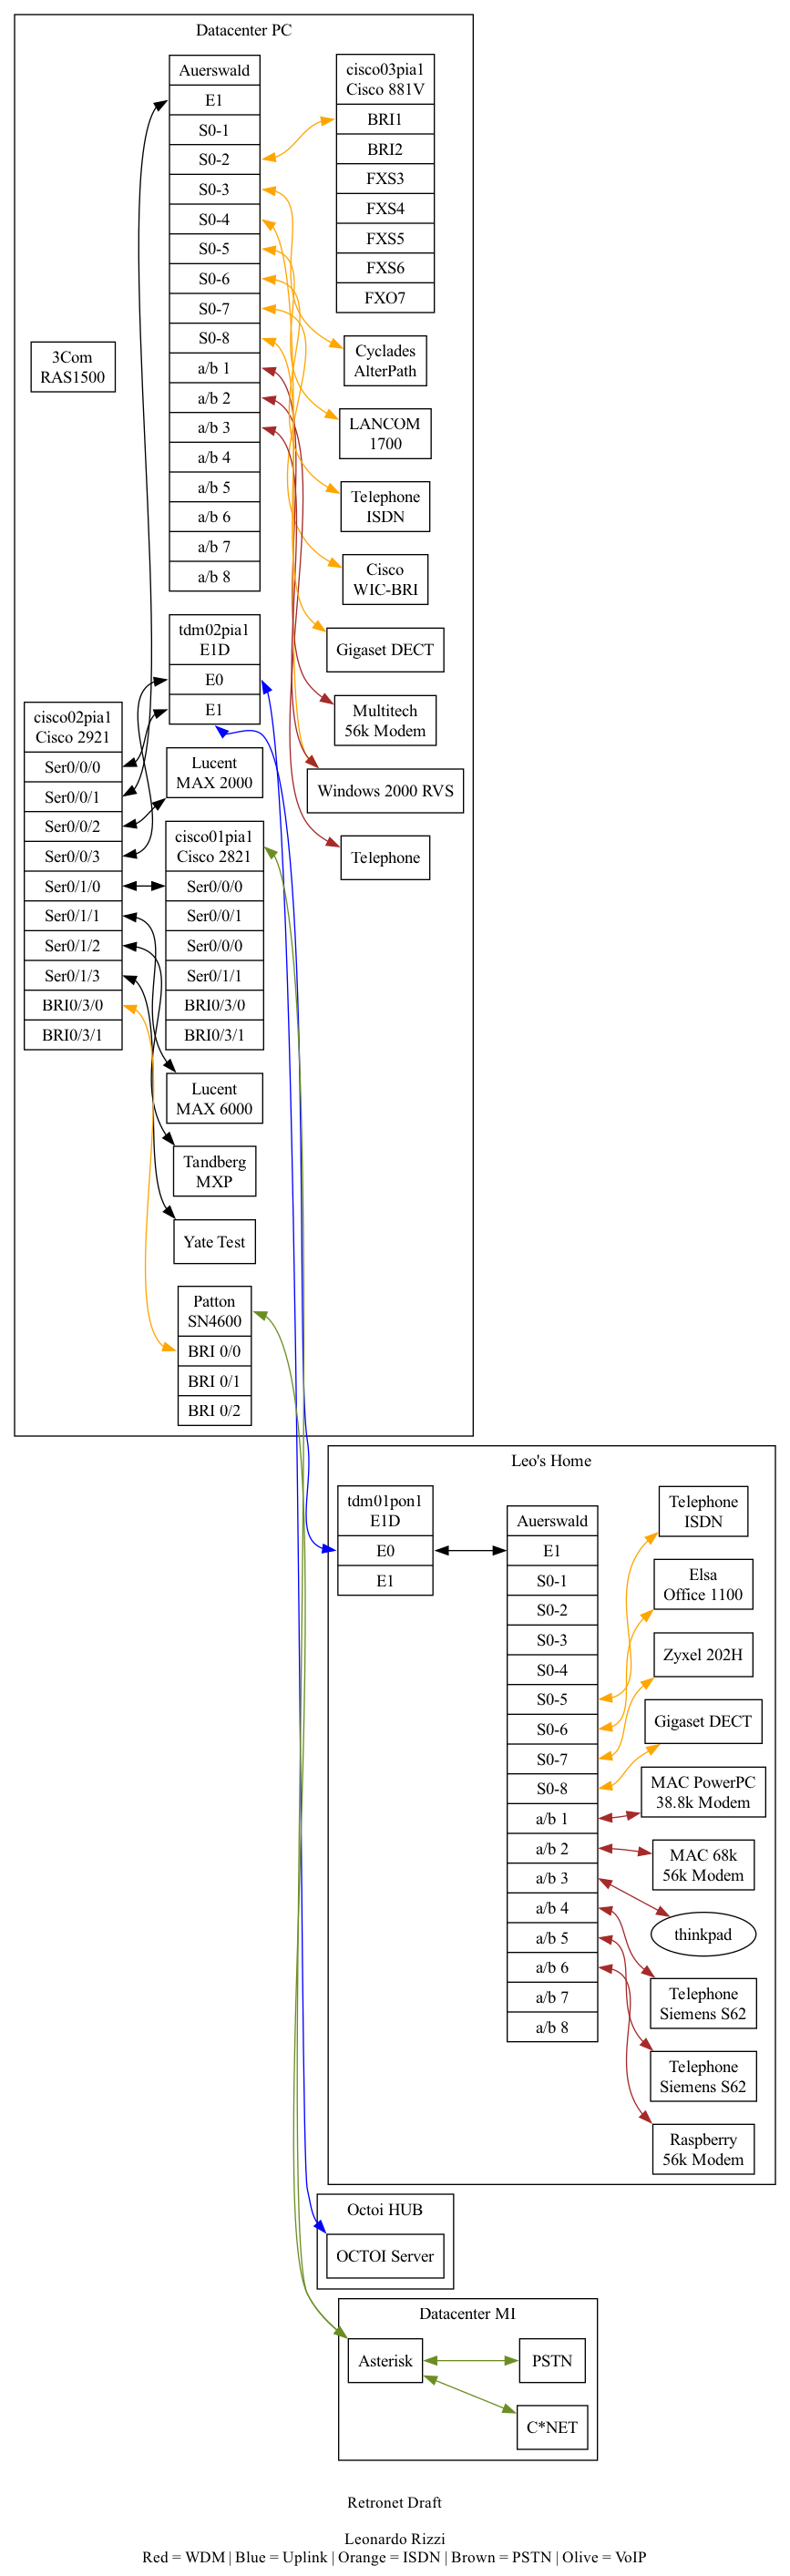 Datacenter PC
Auerswald
E1
S0-1
S0-2
S0-3
S0-4
S0-5
S0-6
S0-7
S0-8
a/b 1
a/b 2
a/b 3
a/b 4
a/b 5
a/b 6
a/b 7
a/b 8
cisco03pia1
Cisco 881V
BRI1
BRI2
FXS3
FXS4
FXS5
FXS6
FXO7
3Com
RAS1500
Cyclades
AlterPath
LANCOM
1700
Telephone
ISDN
Cisco
WIC-BRI
Gigaset DECT
Multitech
56k Modem
Windows 2000 RVS
Telephone
tdm02pia1
E1D
E0
E1
cisco02pia1
Cisco 2921
Ser0/0/0
Ser0/0/1
Ser0/0/2
Ser0/0/3
Ser0/1/0
Ser0/1/1
Ser0/1/2
Ser0/1/3
BRI0/3/0
BRI0/3/1
Lucent
MAX 2000
cisco01pia1
Cisco 2821
Ser0/0/0
Ser0/0/1
Ser0/0/0
Ser0/1/1
BRI0/3/0
BRI0/3/1
Lucent
MAX 6000
Tandberg
MXP
Yate Test
Patton
SN4600
BRI 0/0
BRI 0/1
BRI 0/2
Leo's Home
tdm01pon1
E1D
E0
E1
Auerswald
E1
S0-1
S0-2
S0-3
S0-4
S0-5
S0-6
S0-7
S0-8
a/b 1
a/b 2
a/b 3
a/b 4
a/b 5
a/b 6
a/b 7
a/b 8
Telephone
ISDN
Elsa
Office 1100
Zyxel 202H
Gigaset DECT
MAC PowerPC
38.8k Modem
MAC 68k
56k Modem
thinkpad
Telephone
Siemens S62
Telephone
Siemens S62
Raspberry
56k Modem
Octoi HUB
OCTOI Server
Datacenter MI
Asterisk
PSTN
C*NET
Retronet Draft
Leonardo Rizzi
Red = WDM | Blue = Uplink | Orange = ISDN | Brown = PSTN | Olive = VoIP